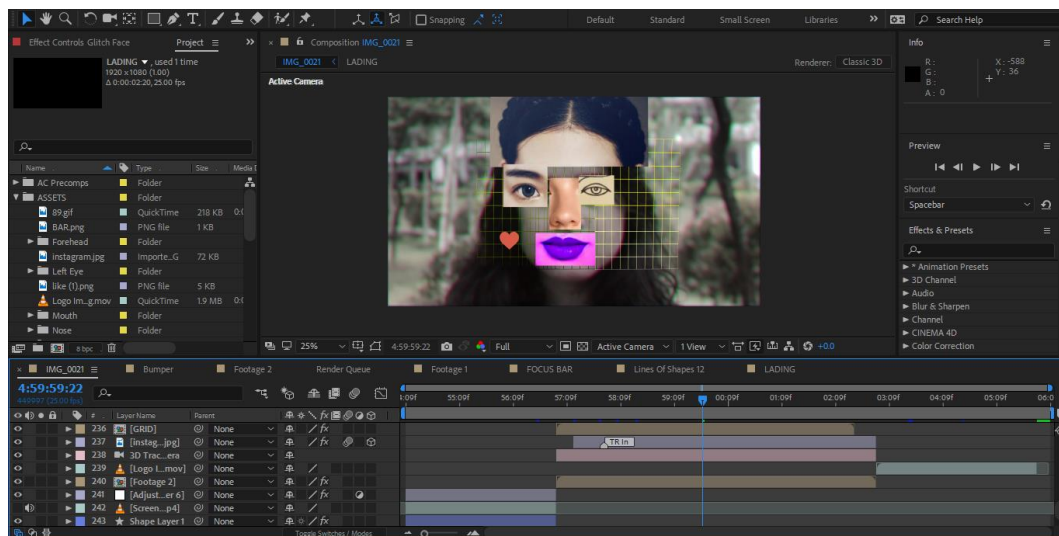 Snapping
Default
Standard
Small Screen
Libraries
Search Help
Effect Controls Glitch Face
Project
Composition IMG_0021
Info
LADING ▼, used 1 time
1920 x 1080 (1.00)
Δ 0:00:02:20, 25.00 fps
IMG_0021
LADING
Renderer: Classic 3D
Active Camera
R:
G:
B:
A: 0
X: -588
Y: 36
Preview
Name
Type
Size
Shortcut
Spacebar
AC Precomps
Folder
ASSETS
Folder
89.gif
QuickTime
218 KB
BAR.png
PNG file
1 KB
Effects & Presets
Forehead
Folder
instagram.jpg
Importe_G
72 KB
Left Eye
Folder
like (1).png
PNG file
5 KB
Logo Im...g.mov
QuickTime
1.9 MB
Mouth
Folder
Nose
Folder
* Animation Presets
3D Channel
Audio
Blur & Sharpen
Channel
CINEMA 4D
Color Correction
8 bpc
25%
4:59:59:22
Full
Active Camera
1 View
+0.0
IMG_0021
Bumper
Footage 2
Render Queue
Footage 1
FOCUS BAR
Lines Of Shapes 12
LADING
4:59:59:22
449997 (25.00 fps)
55:09f
56:09f
57:09f
58:09f
59:09f
00:09f
01:09f
02:09f
03:09f
04:09f
05:09f
#
Layer Name
Parent
236 [GRID] None
237 [instag...jpg] None
TR In
238 3D Trac...era None
239 [Logo I...mov] None
240 [Footage 2] None
241 [Adjust...er 6] None
242 [Screen...p4] None
243 Shape Layer 1 None
Toggle Switches / Modes